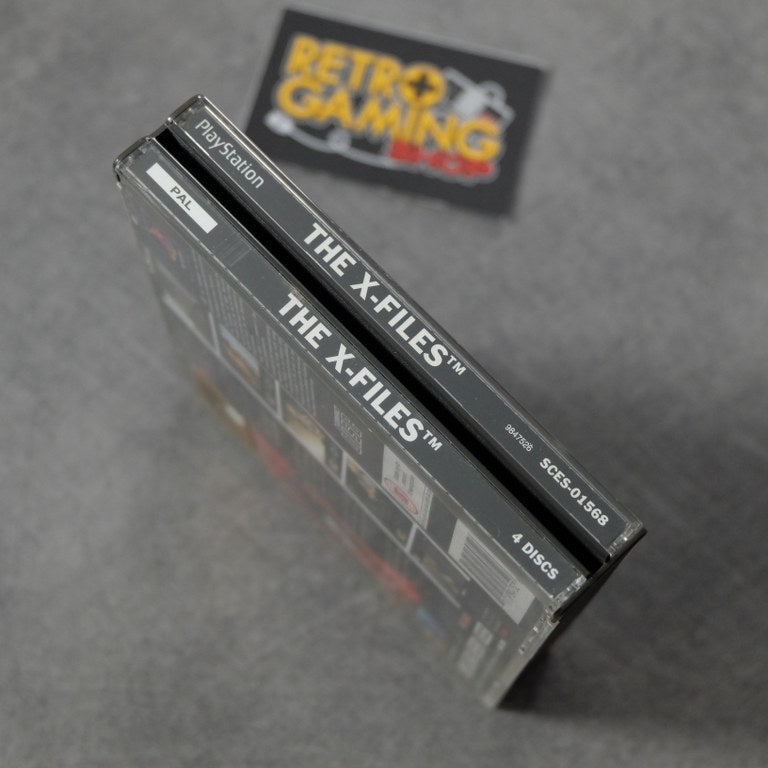 RETRO
GAMING
SHOP
PlayStation
THE X-FILES™
9847526
SCES-01568
PAL
THE X-FILES™
4 DISCS